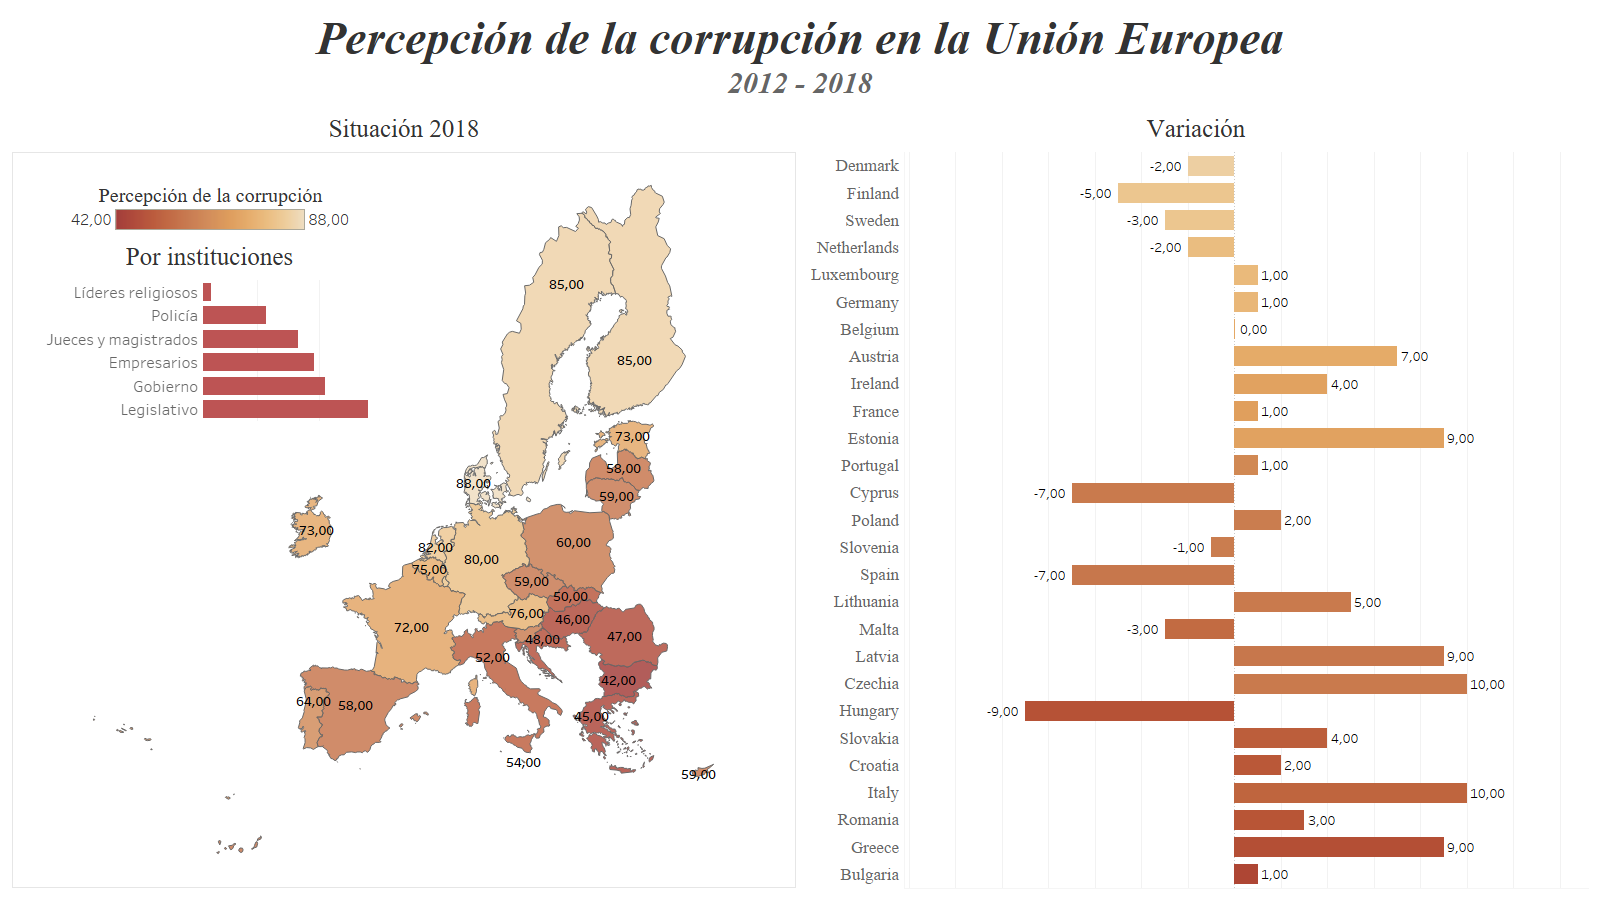 Percepción de la corrupción en la Unión Europea
2012 - 2018
Situación 2018
Percepción de la corrupción
42,00 88,00
Por instituciones
Líderes religiosos
Policía
Jueces y magistrados
Empresarios
Gobierno
Legislativo
85,00
85,00
73,00
58,00
88,00
59,00
73,00
60,00
82,00
80,00
75,00
59,00
50,00
76,00
46,00
72,00
47,00
48,00
52,00
42,00
64,00
58,00
45,00
54,00
59,00
Variación
Denmark -2,00
Finland -5,00
Sweden -3,00
Netherlands -2,00
Luxembourg 1,00
Germany 1,00
Belgium 0,00
Austria 7,00
Ireland 4,00
France 1,00
Estonia 9,00
Portugal 1,00
Cyprus -7,00
Poland 2,00
Slovenia -1,00
Spain -7,00
Lithuania 5,00
Malta -3,00
Latvia 9,00
Czechia 10,00
Hungary -9,00
Slovakia 4,00
Croatia 2,00
Italy 10,00
Romania 3,00
Greece 9,00
Bulgaria 1,00